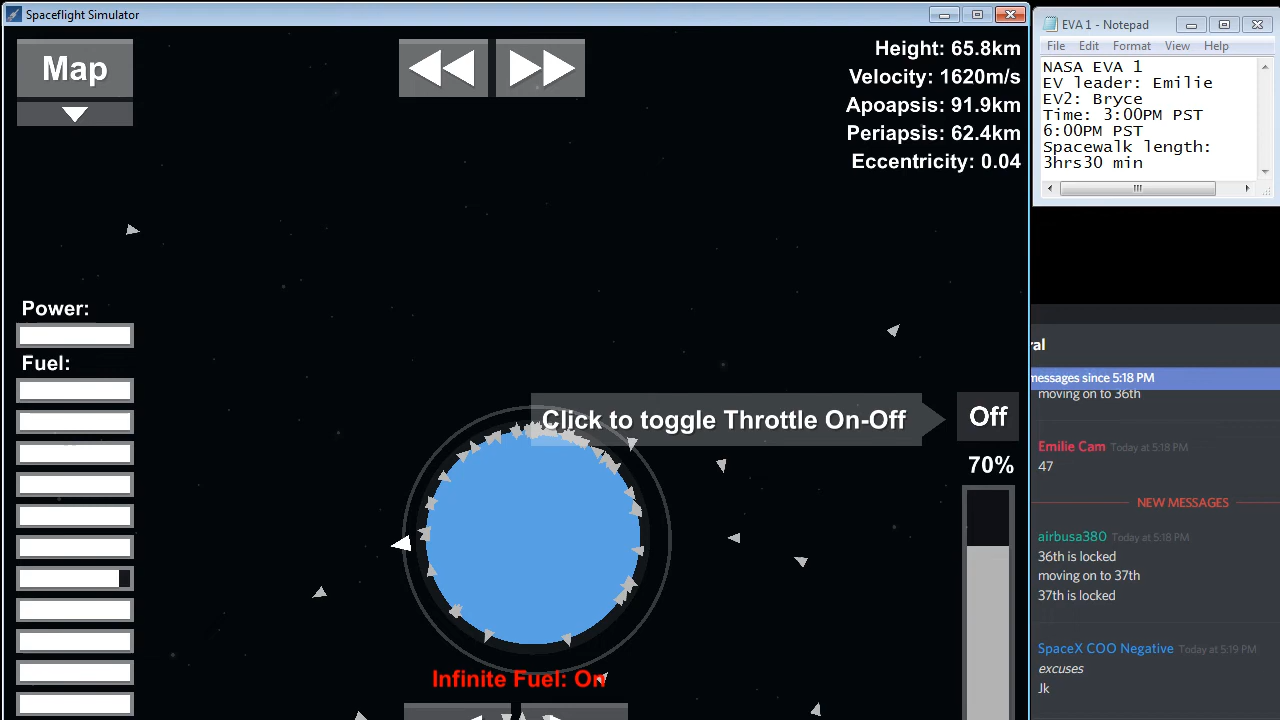 Spaceflight Simulator
Map
Height: 65.8km
Velocity: 1620m/s
Apoapsis: 91.9km
Periapsis: 62.4km
Eccentricity: 0.04
Power:
Fuel:
Click to toggle Throttle On-Off
Off
70%
Infinite Fuel: On
EVA 1 - Notepad
File Edit Format View Help
NASA EVA 1
EV leader: Emilie
EV2: Bryce
Time: 3:00PM PST
6:00PM PST
Spacewalk length:
3hrs30 min
ral
messages since 5:18 PM
moving on to 36th
Emilie Cam Today at 5:18 PM
47
NEW MESSAGES
airbusa380 Today at 5:18 PM
36th is locked
moving on to 37th
37th is locked
SpaceX COO Negative Today at 5:19 PM
excuses
Jk